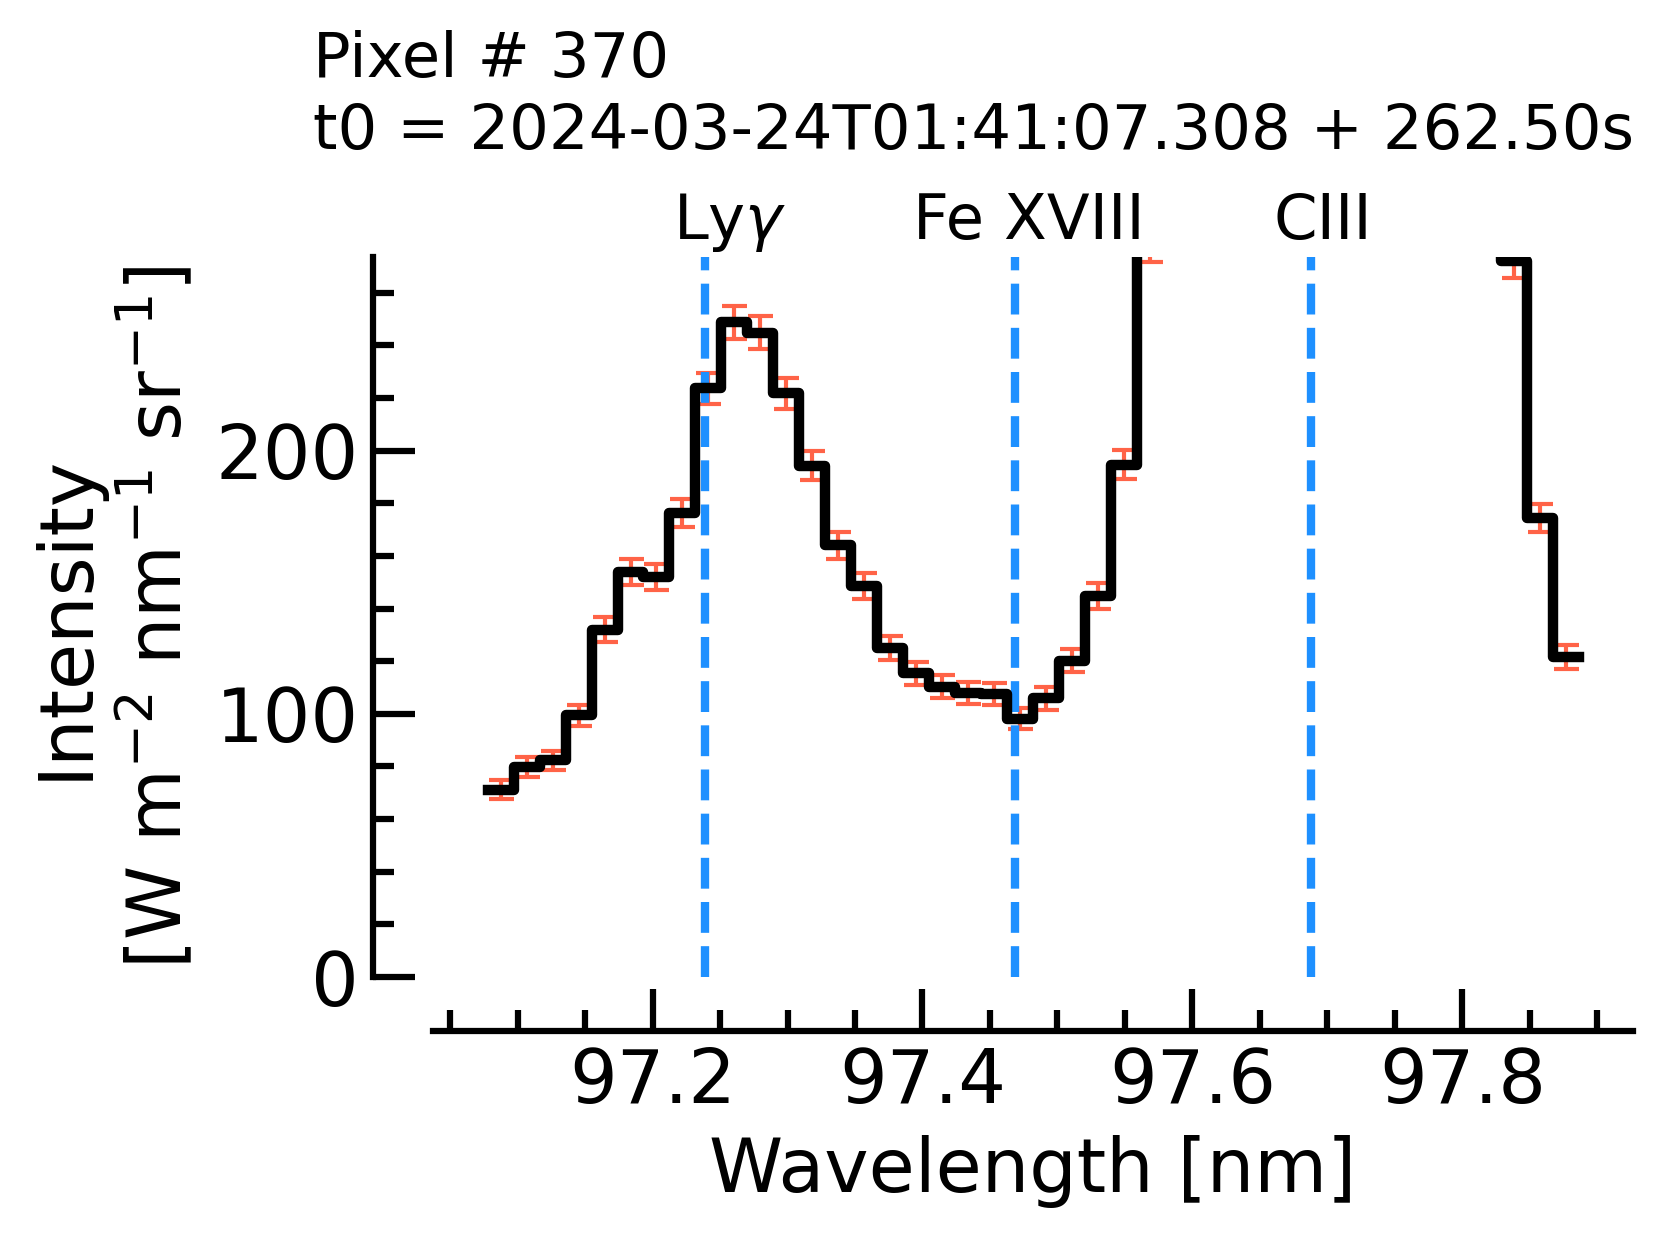 Pixel # 370
t0 = 2024-03-24T01:41:07.308 + 262.50s
Lyγ Fe XVIII CIII
Intensity
[W m⁻² nm⁻¹ sr⁻¹]
200
100
0
97.2 97.4 97.6 97.8
Wavelength [nm]